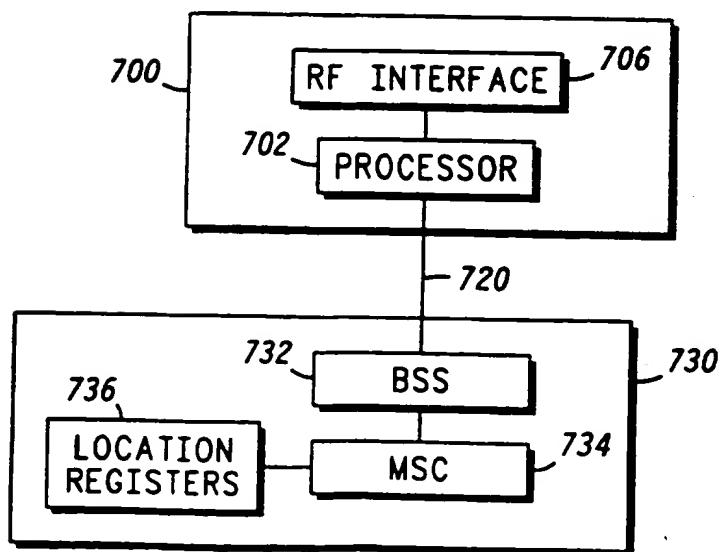 700
RF INTERFACE
706
702
PROCESSOR
720
732
BSS
730
736
LOCATION
REGISTERS
MSC
734